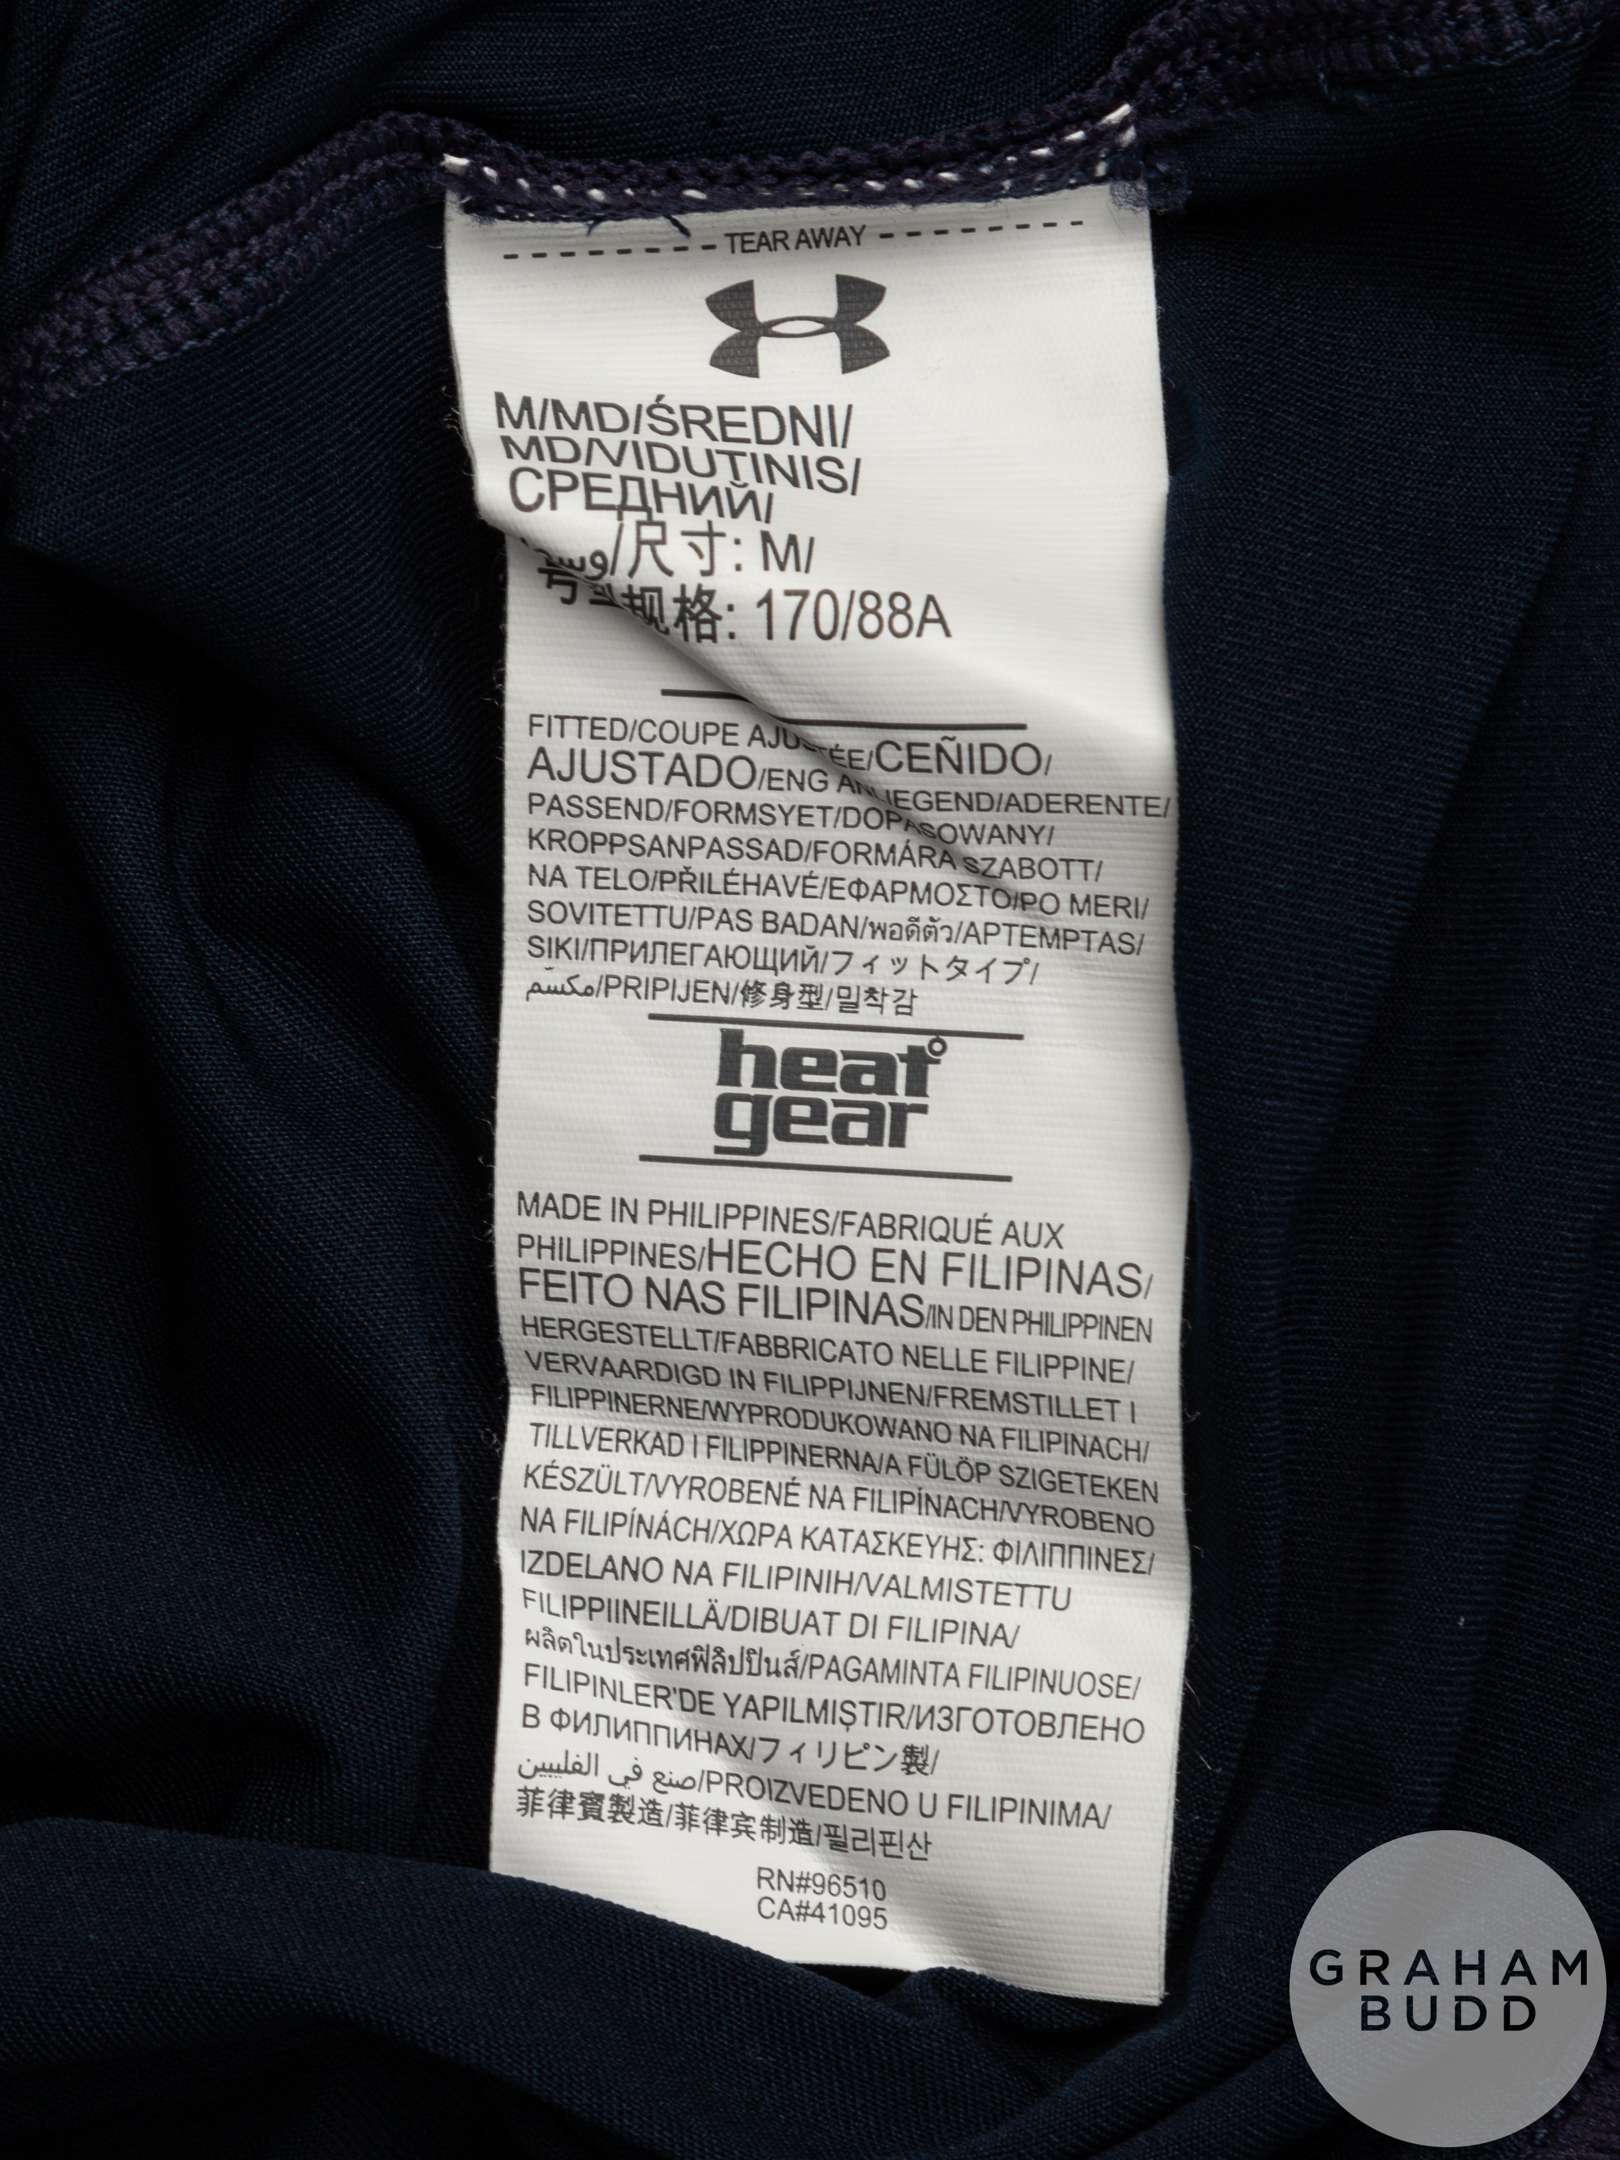 TEAR AWAY
M/MD/ŚREDNI/
MD/VIDUTINIS/
СРЕДНИЙ/
/尺寸: M/
规格: 170/88A
FITTED/COUPE AJUSTÉE/CEÑIDO/
AJUSTADO/ENG ANLIEGEND/ADERENTE/
PASSEND/FORMSYET/DOPASOWANY/
KROPPSANPASSAD/FORMÁRA SZABOTT/
NA TELO/PŘILÉHAVÉ/ΕΦΑΡΜΟΣΤΟ/PO MERI/
SOVITETTU/PAS BADAN/พอดีตัว/APTEMPTAS/
SIKI/ПРИЛЕГАЮЩИЙ/フィットタイプ/
مكسّم/PRIPIJEN/修身型/밀착감
heat
gear
MADE IN PHILIPPINES/FABRIQUÉ AUX
PHILIPPINES/HECHO EN FILIPINAS/
FEITO NAS FILIPINAS/IN DEN PHILIPPINEN
HERGESTELLT/FABBRICATO NELLE FILIPPINE/
VERVAARDIGD IN FILIPPIJNEN/FREMSTILLET I
FILIPPINERNE/WYPRODUKOWANO NA FILIPINACH/
TILLVERKAD I FILIPPINERNA/A FÜLÖP SZIGETEKEN
KÉSZÜLT/VYROBENÉ NA FILIPÍNACH/VYROBENO
NA FILIPÍNÁCH/ΧΩΡΑ ΚΑΤΑΣΚΕΥΗΣ: ΦΙΛΙΠΠΙΝΕΣ/
IZDELANO NA FILIPINIH/VALMISTETTU
FILIPPIINEILLÄ/DIBUAT DI FILIPINA/
ผลิตในประเทศฟิลิปปินส์/PAGAMINTA FILIPINUOSE/
FILIPINLER'DE YAPILMIŞTIR/ИЗГОТОВЛЕНО
В ФИЛИППИНАХ/フィリピン製/
صنع في الفلبيين/PROIZVEDENO U FILIPINIMA/
菲律賓製造/菲律宾制造/필리핀산
RN#96510
CA#41095
GRAHAM
BUDD